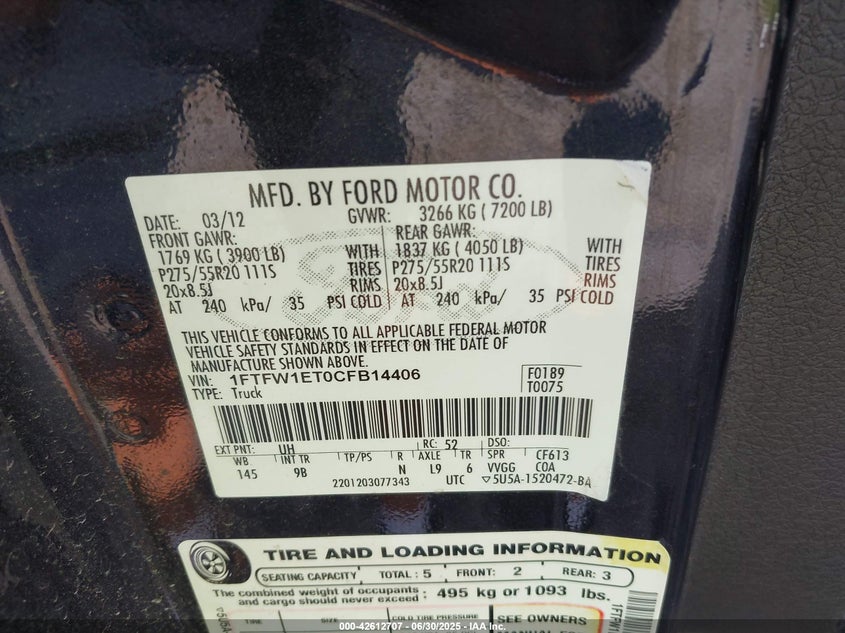 MFD. BY FORD MOTOR CO.
DATE: 03/12 GVWR: 3266 KG ( 7200 LB)
FRONT GAWR: REAR GAWR:
1769 KG ( 3900 LB) WITH 1837 KG ( 4050 LB) WITH
P275/55R20 111S TIRES P275/55R20 111S TIRES
20x8.5J RIMS 20x8.5J RIMS
AT 240 kPa/ 35 PSI COLD AT 240 kPa/ 35 PSI COLD
THIS VEHICLE CONFORMS TO ALL APPLICABLE FEDERAL MOTOR
VEHICLE SAFETY STANDARDS IN EFFECT ON THE DATE OF
MANUFACTURE SHOWN ABOVE.
VIN: 1FTFW1ET0CFB14406 F0189
TYPE: Truck T0075
EXT PNT: UH RC: 52 DSO:
WB INT TR TP/PS R AXLE TR SPR CF613
145 9B N L9 6 VVGG COA
2201203077343 UTC ▽5U5A-1520472-BA
TIRE AND LOADING INFORMATION
SEATING CAPACITY TOTAL : 5 FRONT: 2 REAR: 3
The combined weight of occupants
and cargo should never exceed : 495 kg or 1093 lbs.
TIRE SIZE COLD TIRE PRESSURE SEE OWNERS
© - 42612707 - 06/30/2025 - IAA, Inc.